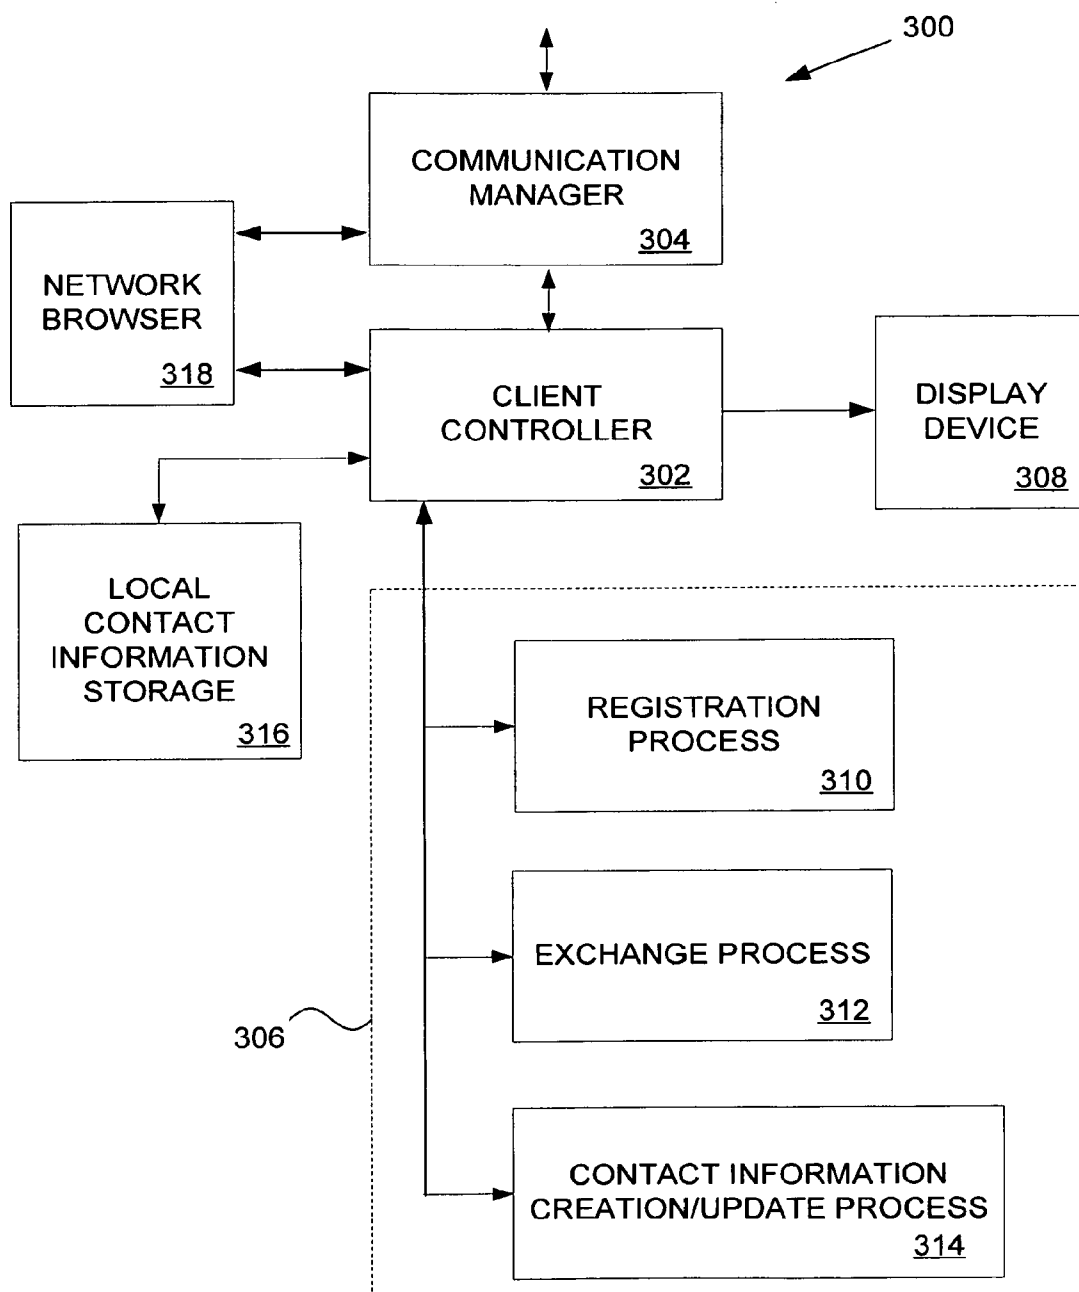 300
COMMUNICATION
MANAGER
304
NETWORK
BROWSER
318
CLIENT
CONTROLLER
302
DISPLAY
DEVICE
308
LOCAL
CONTACT
INFORMATION
STORAGE
316
REGISTRATION
PROCESS
310
EXCHANGE PROCESS
312
306
CONTACT INFORMATION
CREATION/UPDATE PROCESS
314